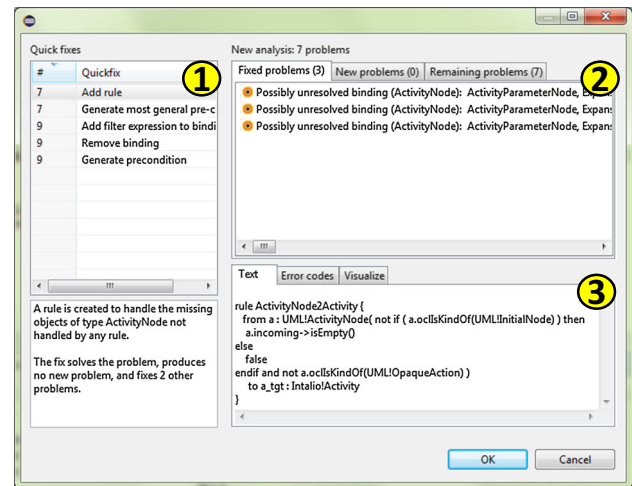 Quick fixes
# Quickfix
1
7 Add rule
7 Generate most general pre-c
9 Add filter expression to bindi
9 Remove binding
9 Generate precondition
A rule is created to handle the missing
objects of type ActivityNode not
handled by any rule.
The fix solves the problem, produces
no new problem, and fixes 2 other
problems.
New analysis: 7 problems
Fixed problems (3) New problems (0) Remaining problems (7)
2
Possibly unresolved binding (ActivityNode): ActivityParameterNode, Expans
Possibly unresolved binding (ActivityNode): ActivityParameterNode, Expans
Possibly unresolved binding (ActivityNode): ActivityParameterNode, Expans
Text Error codes Visualize
3
rule ActivityNode2Activity {
from a : UML!ActivityNode( not if ( a.oclIsKindOf(UML!InitialNode) ) then
a.incoming->isEmpty()
else
false
endif and not a.oclIsKindOf(UML!OpaqueAction) )
to a_tgt : Intalio!Activity
}
OK Cancel